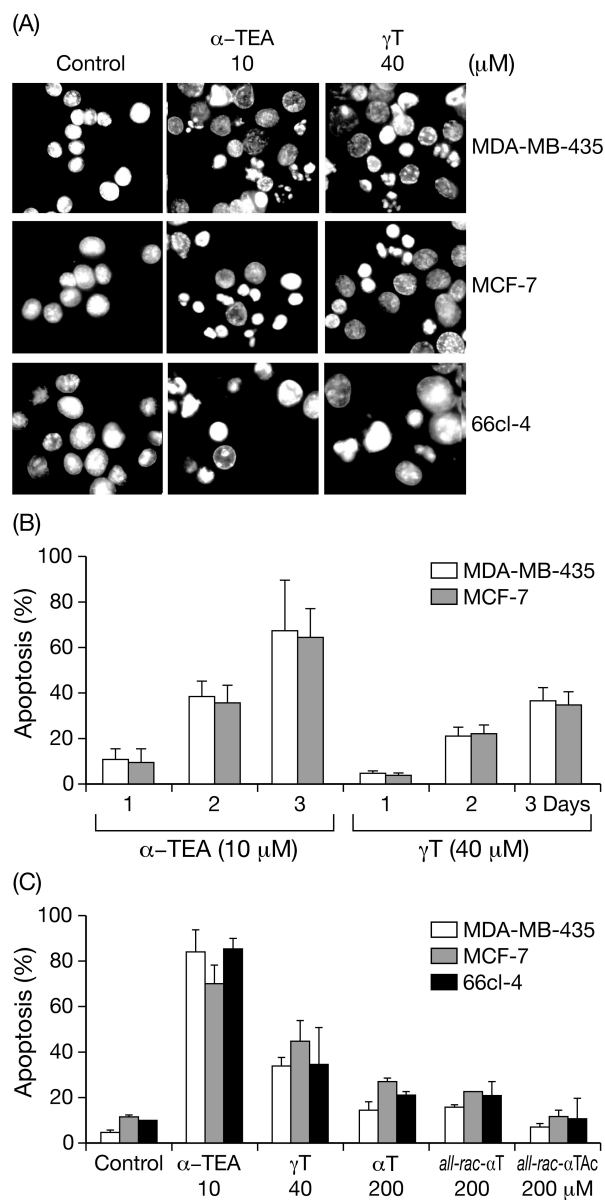 (A)
α–TEA γT
Control 10 40 (μM)
MDA-MB-435
MCF-7
66cl-4
(B)
100
80
60
40
20
0
Apoptosis (%)
MDA-MB-435
MCF-7
1 2 3 1 2 3 Days
α–TEA (10 μM) γT (40 μM)
(C)
100
80
60
40
20
0
Apoptosis (%)
MDA-MB-435
MCF-7
66cl-4
Control α–TEA γT αT all-rac-αT all-rac-αTAc
10 40 200 200 200 μM